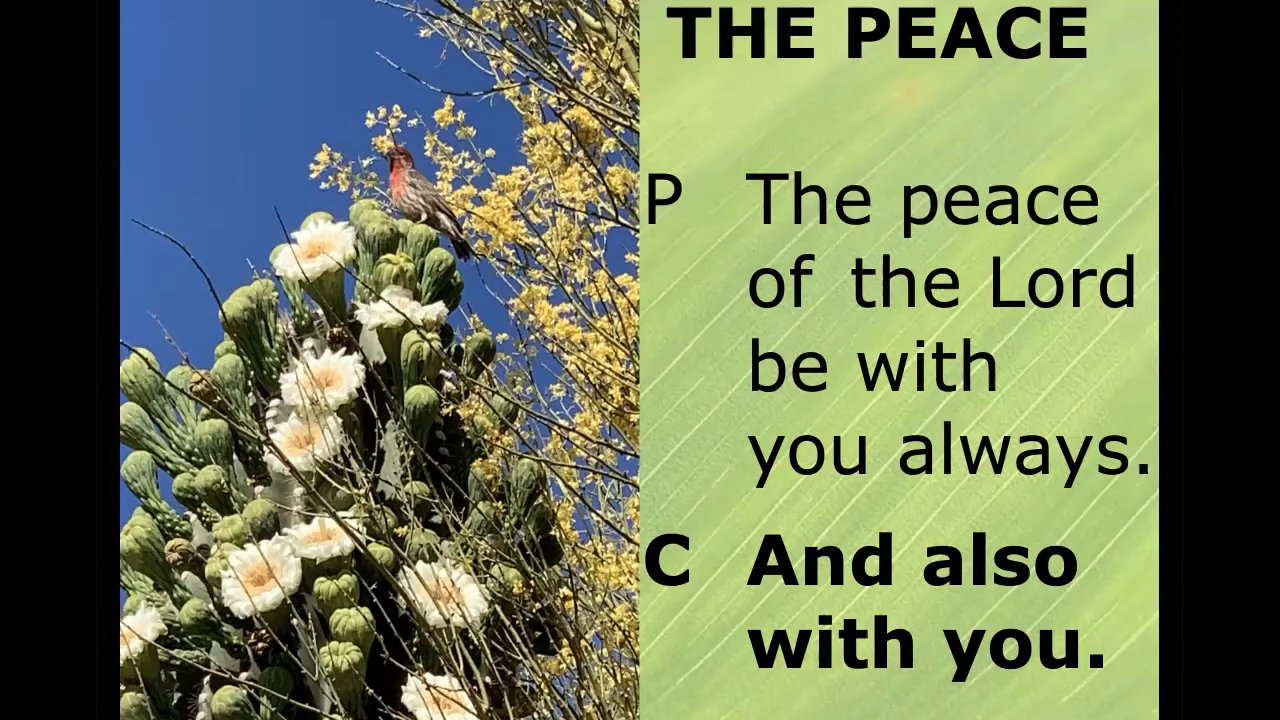 THE PEACE
P The peace
of the Lord
be with
you always.
C And also
with you.